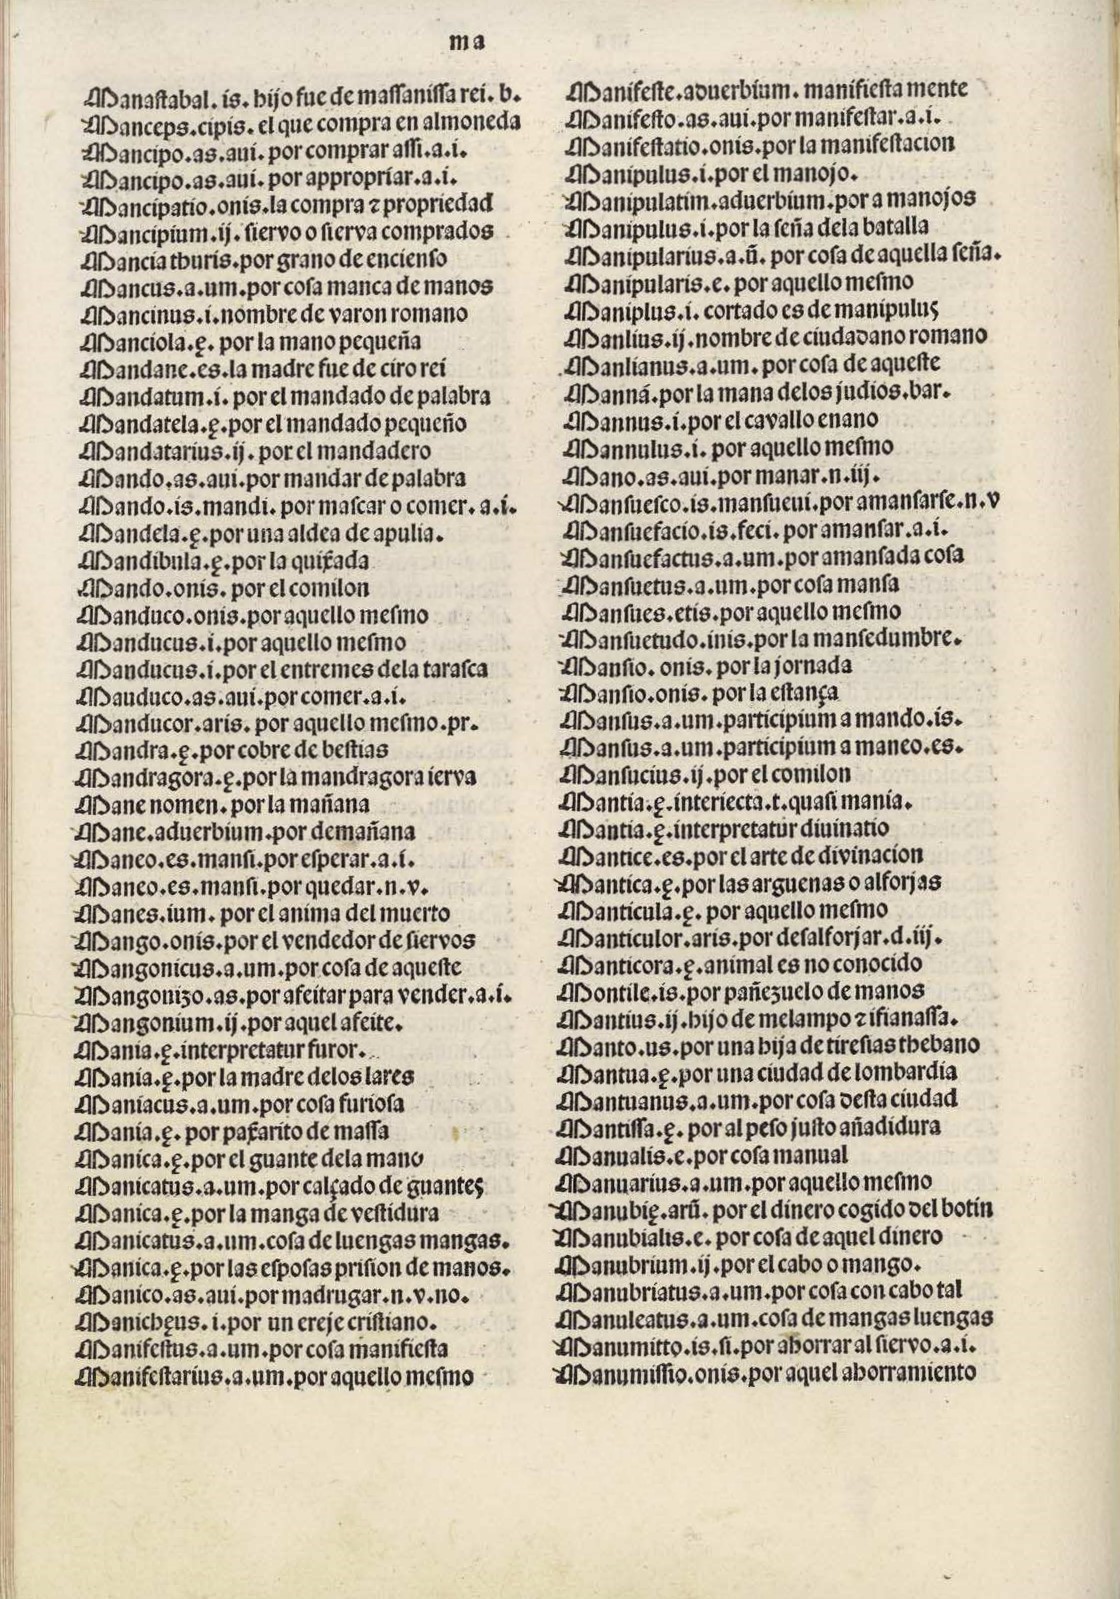 ma
Manastabal. is. hijo fue de massanissa rei. b.
Manceps. cipis. el que compra en almoneda
Mancipo. as. aui. por comprar assi. a. i.
Mancipo. as. aui. por appropriar. a. i.
Mancipatio. onis. la compra ⁊ propriedad
Mancipium. ij. siervo o sierva comprados
Mancia thuris. por grano de encienso
Mancus. a. um. por cosa manca de manos
Mancinus. i. nombre de varon romano
Manciola. ę. por la mano pequeña
Mandane. es. la madre fue de ciro rei
Mandatum. i. por el mandado de palabra
Mandatela. ę. por el mandado pequeño
Mandatarius. ij. por el mandadero
Mando. as. aui. por mandar de palabra
Mando. is. mandi. por mascar o comer. a. i.
Mandela. ę. por una aldea de apulia.
Mandibula. ę. por la quix̃ada
Mando. onis. por el comilon
Manduco. onis. por aquello mesmo
Manducus. i. por aquello mesmo
Manducus. i. por el entremes dela tarasca
Mauduco. as. aui. por comer. a. i.
Manducor. aris. por aquello mesmo. pr.
Mandra. ę. por cobre de bestias
Mandragora. ę. por la mandragora ierva
Mane nomen. por la mañana
Mane. aduerbium. por demañana
Maneo. es. mansi. por esperar. a. i.
Maneo. es. mansi. por quedar. n. v.
Manes. ium. por el anima del muerto
Mango. onis. por el vendedor de siervos
Mangonicus. a. um. por cosa de aqueste
Mangonizo. as. por afeitar para vender. a. i.
Mangonium. ij. por aquel afeite.
Mania. ę. interpretatur furor.
Mania. ę. por la madre delos lares
Maniacus. a. um. por cosa furiosa
Mania. ę. por pax̃arito de massa
Manica. ę. por el guante dela mano
Manicatus. a. um. por calçado de guantes
Manica. ę. por la manga de vestidura
Manicatus. a. um. cosa de luengas mangas.
Manica. ę. por las esposas prision de manos.
Manico. as. aui. por madrugar. n. v. no.
Manichęus. i. por un ereje cristiano.
Manifestus. a. um. por cosa manifiesta
Manifestarius. a. um. por aquello mesmo
Manifeste. aduerbium. manifiesta mente
Manifesto. as. aui. por manifestar. a. i.
Manifestatio. onis. por la manifestacion
Manipulus. i. por el manojo.
Manipulatim. aduerbium. por a manojos
Manipulus. i. por la seña dela batalla
Manipularius. a. ũ. por cosa de aquella seña.
Manipularis. e. por aquello mesmo
Maniplus. i. cortado es de manipulus
Manlius. ij. nombre de ciudadano romano
Manlianus. a. um. por cosa de aqueste
Manná. por la mana delos judios. bar.
Mannus. i. por el cavallo enano
Mannulus. i. por aquello mesmo
Mano. as. aui. por manar. n. iij.
Mansuesco. is. mansueui. por amansarse. n. v
Mansuefacio. is. feci. por amansar. a. i.
Mansuefactus. a. um. por amansada cosa
Mansuetus. a. um. por cosa mansa
Mansues. etis. por aquello mesmo
Mansuetudo. inis. por la mansedumbre.
Mansio. onis. por la jornada
Mansio. onis. por la estança
Mansus. a. um. participium a mando. is.
Mansus. a. um. participium a maneo. es.
Mansucius. ij. por el comilon
Mantia. ę. interiecta. t. quasi mania.
Mantia. ę. interpretatur diuinatio
Mantice. es. por el arte de divinacion
Mantica. ę. por las arguenas o alforjas
Manticula. ę. por aquello mesmo
Manticulor. aris. por desalforjar. d. iij.
Manticora. ę. animal es no conocido
Montile. is. por pañezuelo de manos
Mantius. ij. hijo de melampo ⁊ ifianassa.
Manto. us. por una hija de tiresias thebano
Mantua. ę. por una ciudad de lombardia
Mantuanus. a. um. por cosa desta ciudad
Mantissa. ę. por al peso justo añadidura
Manualis. e. por cosa manual
Manuarius. a. um. por aquello mesmo
Manubię. arũ. por el dinero cogido del botin
Manubialis. e. por cosa de aquel dinero
Manubrium. ij. por el cabo o mango.
Manubriatus. a. um. por cosa con cabo tal
Manuleatus. a. um. cosa de mangas luengas
Manumitto. is. si. por ahorrar al siervo. a. i.
Manumissio. onis. por aquel ahorramiento